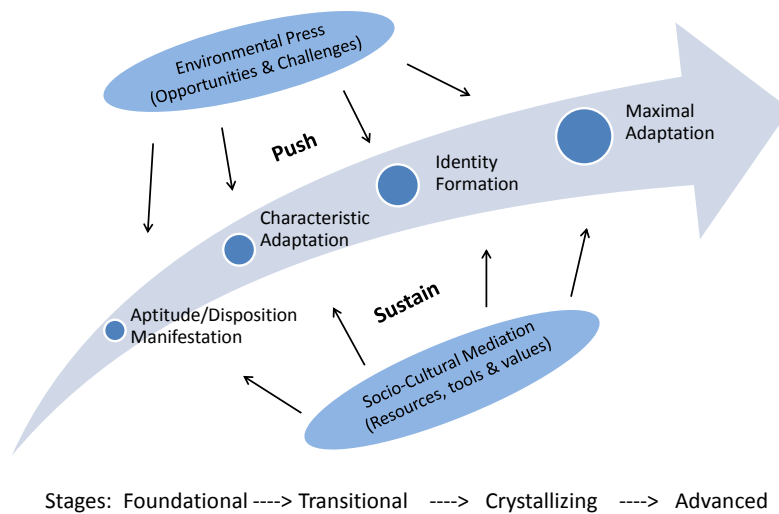 Environmental Press
(Opportunities & Challenges)
Push
Maximal
Adaptation
Identity
Formation
Characteristic
Adaptation
Aptitude/Disposition
Manifestation
Sustain
Socio-Cultural Mediation
(Resources, tools & values)
Stages: Foundational ----> Transitional ----> Crystallizing ----> Advanced